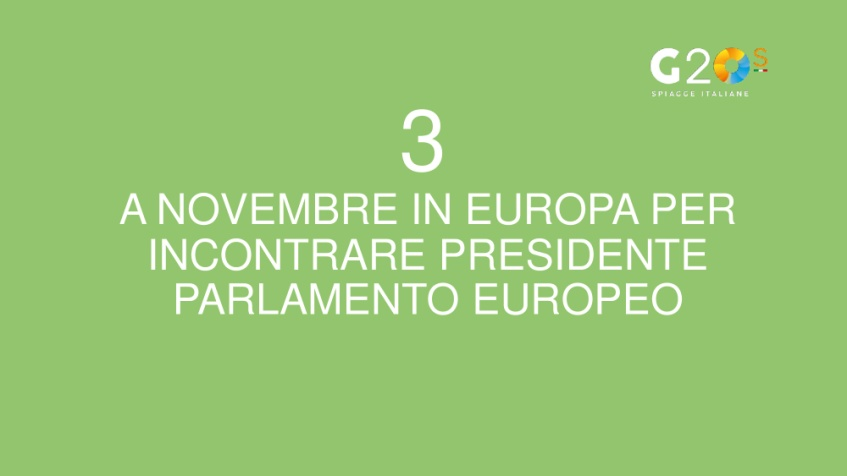 G20s
SPIAGGE ITALIANE
3
A NOVEMBRE IN EUROPA PER
INCONTRARE PRESIDENTE
PARLAMENTO EUROPEO